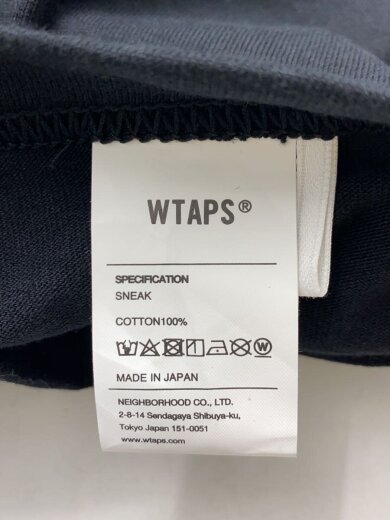 WTAPS®
SPECIFICATION
SNEAK
COTTON100%
MADE IN JAPAN
NEIGHBORHOOD CO., LTD.
2-8-14 Sendagaya Shibuya-ku,
Tokyo Japan 151-0051
www.wtaps.com